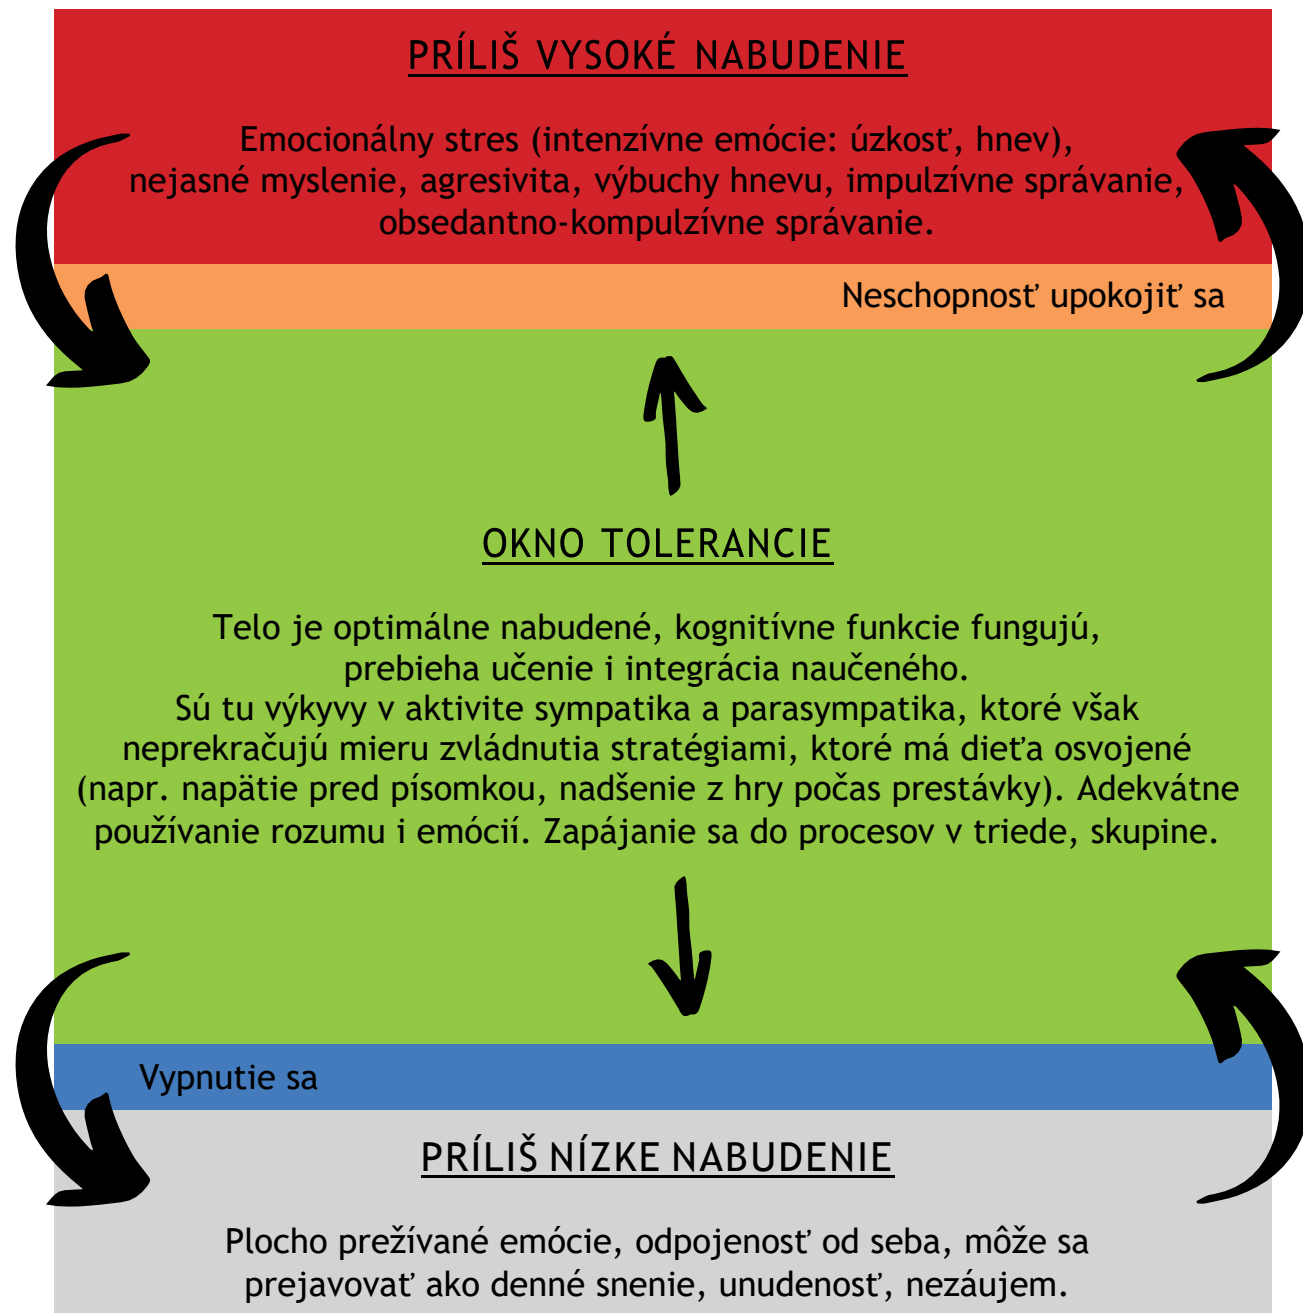 PRÍLIŠ VYSOKÉ NABUDENIE
Emocionálny stres (intenzívne emócie: úzkosť, hnev),
nejasné myslenie, agresivita, výbuchy hnevu, impulzívne správanie,
obsedantno-kompulzívne správanie.
Neschopnosť upokojiť sa
OKNO TOLERANCIE
Telo je optimálne nabudené, kognitívne funkcie fungujú,
prebieha učenie i integrácia naučeného.
Sú tu výkyvy v aktivite sympatika a parasympatika, ktoré však
neprekračujú mieru zvládnutia stratégiami, ktoré má dieťa osvojené
(napr. napätie pred písomkou, nadšenie z hry počas prestávky). Adekvátne
používanie rozumu i emócií. Zapájanie sa do procesov v triede, skupine.
Vypnutie sa
PRÍLIŠ NÍZKE NABUDENIE
Plocho prežívané emócie, odpojenosť od seba, môže sa
prejavovať ako denné snenie, unudenosť, nezáujem.